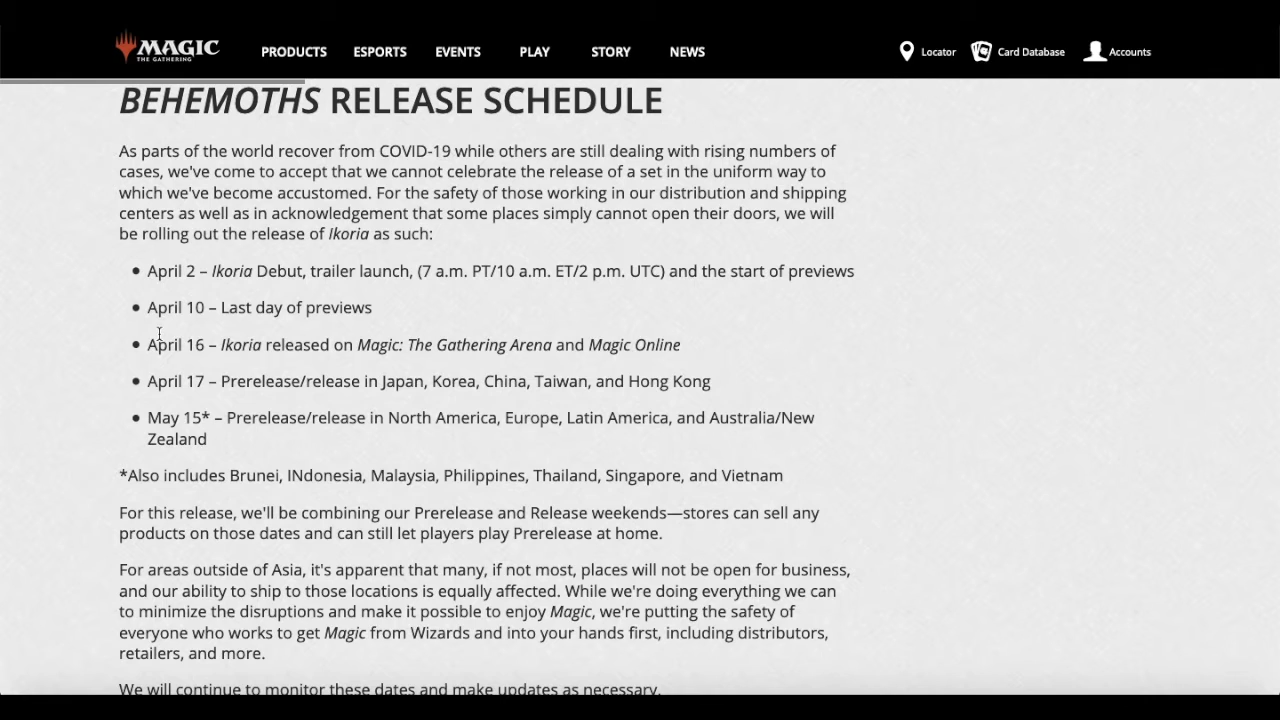 MAGIC
THE GATHERING
PRODUCTS ESPORTS EVENTS PLAY STORY NEWS Locator Card Database Accounts
BEHEMOTHS RELEASE SCHEDULE
As parts of the world recover from COVID-19 while others are still dealing with rising numbers of
cases, we've come to accept that we cannot celebrate the release of a set in the uniform way to
which we've become accustomed. For the safety of those working in our distribution and shipping
centers as well as in acknowledgement that some places simply cannot open their doors, we will
be rolling out the release of Ikoria as such:
• April 2 – Ikoria Debut, trailer launch, (7 a.m. PT/10 a.m. ET/2 p.m. UTC) and the start of previews
• April 10 – Last day of previews
• April 16 – Ikoria released on Magic: The Gathering Arena and Magic Online
• April 17 – Prerelease/release in Japan, Korea, China, Taiwan, and Hong Kong
• May 15* – Prerelease/release in North America, Europe, Latin America, and Australia/New
Zealand
*Also includes Brunei, INdonesia, Malaysia, Philippines, Thailand, Singapore, and Vietnam
For this release, we'll be combining our Prerelease and Release weekends—stores can sell any
products on those dates and can still let players play Prerelease at home.
For areas outside of Asia, it's apparent that many, if not most, places will not be open for business,
and our ability to ship to those locations is equally affected. While we're doing everything we can
to minimize the disruptions and make it possible to enjoy Magic, we're putting the safety of
everyone who works to get Magic from Wizards and into your hands first, including distributors,
retailers, and more.
We will continue to monitor these dates and make updates as necessary.